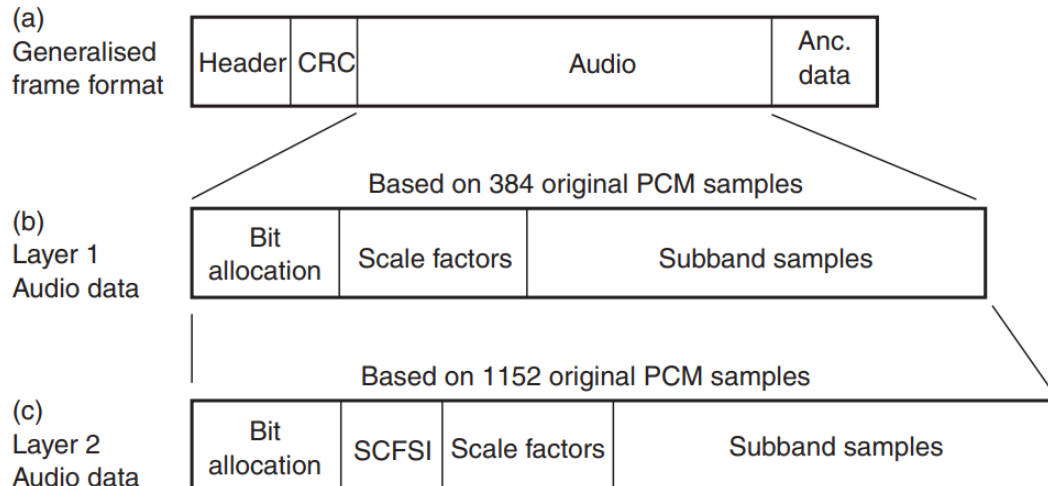 (a)
Generalised
frame format
Header
CRC
Audio
Anc.
data
Based on 384 original PCM samples
(b)
Layer 1
Audio data
Bit
allocation
Scale factors
Subband samples
Based on 1152 original PCM samples
(c)
Layer 2
Audio data
Bit
allocation
SCFSI
Scale factors
Subband samples